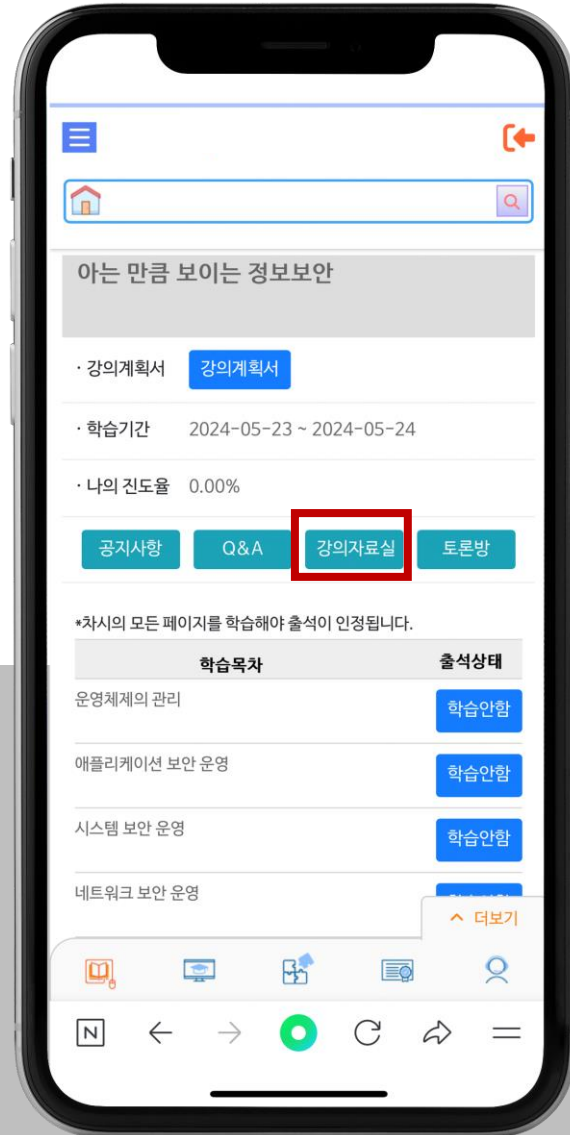 아는 만큼 보이는 정보보안
· 강의계획서 강의계획서
· 학습기간 2024-05-23 ~ 2024-05-24
· 나의 진도율 0.00%
공지사항 Q&A 강의자료실 토론방
*차시의 모든 페이지를 학습해야 출석이 인정됩니다.
학습목차 출석상태
운영체제의 관리 학습안함
애플리케이션 보안 운영 학습안함
시스템 보안 운영 학습안함
네트워크 보안 운영
더보기
N